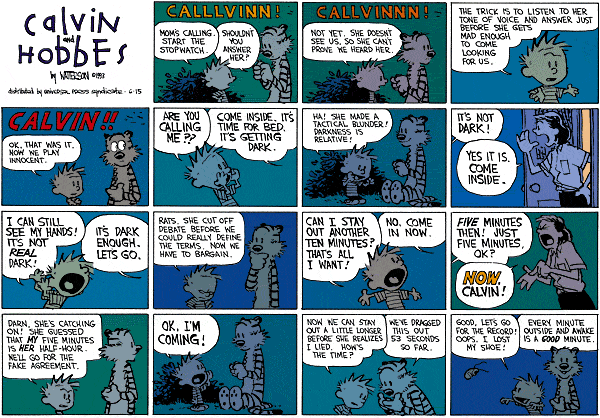 Calvin
and
HobbEs
by WATERSON ©1992
distributed by universal press syndicate - 6-15
CALLLVINN!
MOM'S CALLING.
START THE
STOPWATCH.
SHOULDN'T
YOU
ANSWER
HER?
CALVINNNN!
NOT YET. SHE DOESN'T
SEE US, SO SHE CAN'T
PROVE WE HEARD HER.
THE TRICK IS TO LISTEN TO HER
TONE OF VOICE AND ANSWER JUST
BEFORE SHE GETS
MAD ENOUGH
TO COME
LOOKING
FOR US.
CALVIN!!
OK, THAT WAS IT.
NOW WE PLAY
INNOCENT.
ARE YOU
CALLING
ME??
COME INSIDE. IT'S
TIME FOR BED.
IT'S GETTING
DARK.
HA! SHE MADE A
TACTICAL BLUNDER!
DARKNESS IS
RELATIVE!
IT'S NOT
DARK!
YES IT IS.
COME
INSIDE.
I CAN STILL
SEE MY HANDS!
IT'S NOT
REAL
DARK!
IT'S DARK
ENOUGH.
LET'S GO.
RATS. SHE CUT OFF
DEBATE BEFORE WE
COULD REALLY DEFINE
THE TERMS. NOW WE
HAVE TO BARGAIN.
CAN I STAY
OUT ANOTHER
TEN MINUTES?
THAT'S ALL
I WANT!
NO. COME
IN NOW.
FIVE MINUTES
THEN! JUST
FIVE MINUTES,
OK?
NOW,
CALVIN!
DARN, SHE'S CATCHING
ON! SHE GUESSED
THAT MY FIVE MINUTES
IS HER HALF-HOUR.
WE'LL GO FOR THE
FAKE AGREEMENT.
OK, I'M
COMING!
NOW WE CAN STAY
OUT A LITTLE LONGER
BEFORE SHE REALIZES
I LIED. HOW'S
THE TIME?
WE'VE DRAGGED
THIS OUT
53 SECONDS
SO FAR.
GOOD, LET'S GO
FOR THE RECORD!
OOPS. I LOST
MY SHOE!
EVERY MINUTE
OUTSIDE AND AWAKE
IS A GOOD MINUTE.